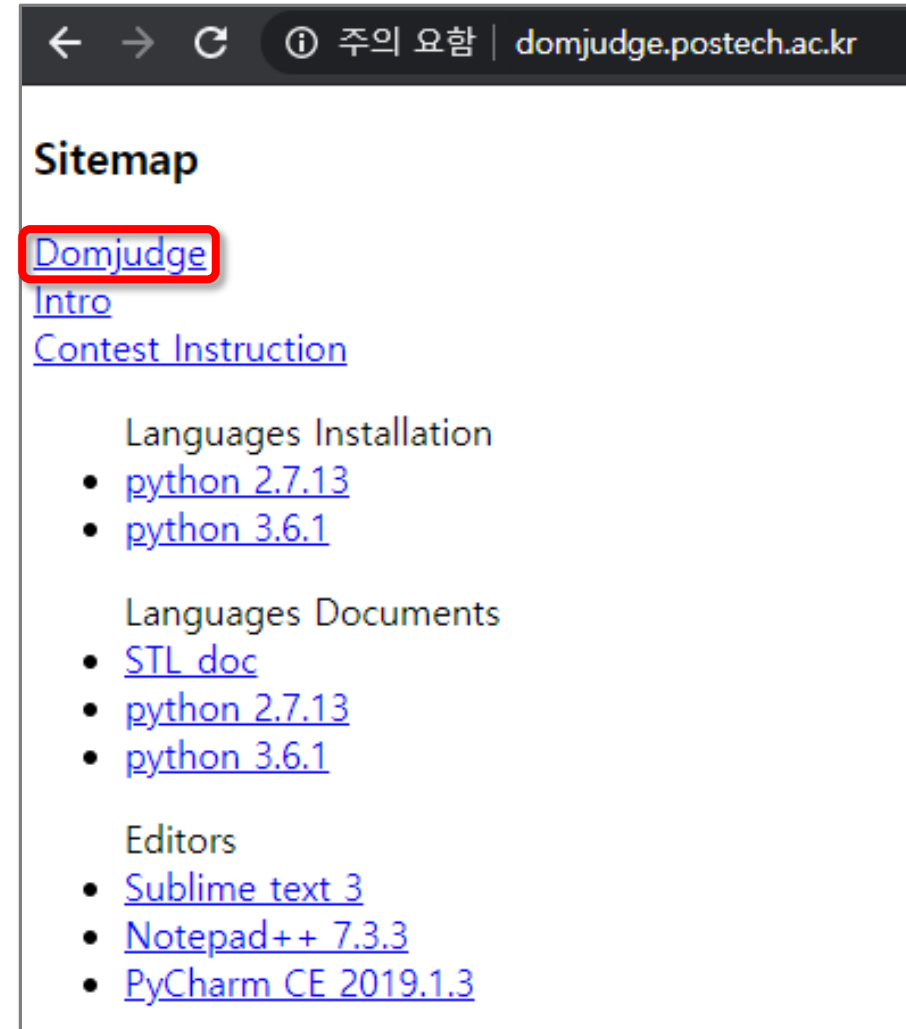 주의 요함 | domjudge.postech.ac.kr
Sitemap
Domjudge
Intro
Contest Instruction
Languages Installation
python 2.7.13
python 3.6.1
Languages Documents
STL doc
python 2.7.13
python 3.6.1
Editors
Sublime text 3
Notepad++ 7.3.3
PyCharm CE 2019.1.3